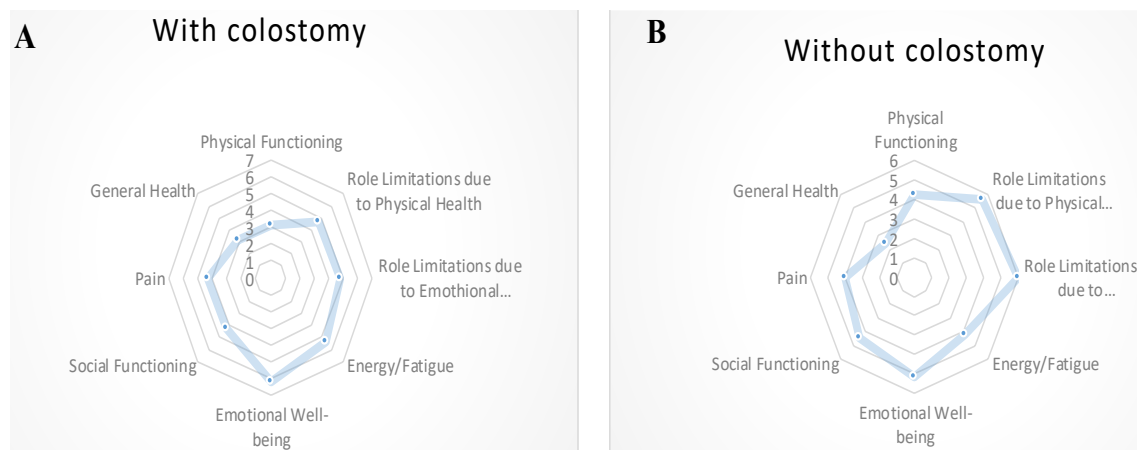 A
With colostomy
Physical Functioning
7
6
5
4
3
2
1
0
Role Limitations due
to Physical Health
Role Limitations due
to Emothional...
Energy/Fatigue
Emotional Well-
being
Social Functioning
Pain
General Health
B
Without colostomy
Physical
Functioning
6
5
4
3
2
1
0
Role Limitations
due to Physical...
Role Limitations
due to...
Energy/Fatigue
Emotional Well-
being
Social Functioning
Pain
General Health